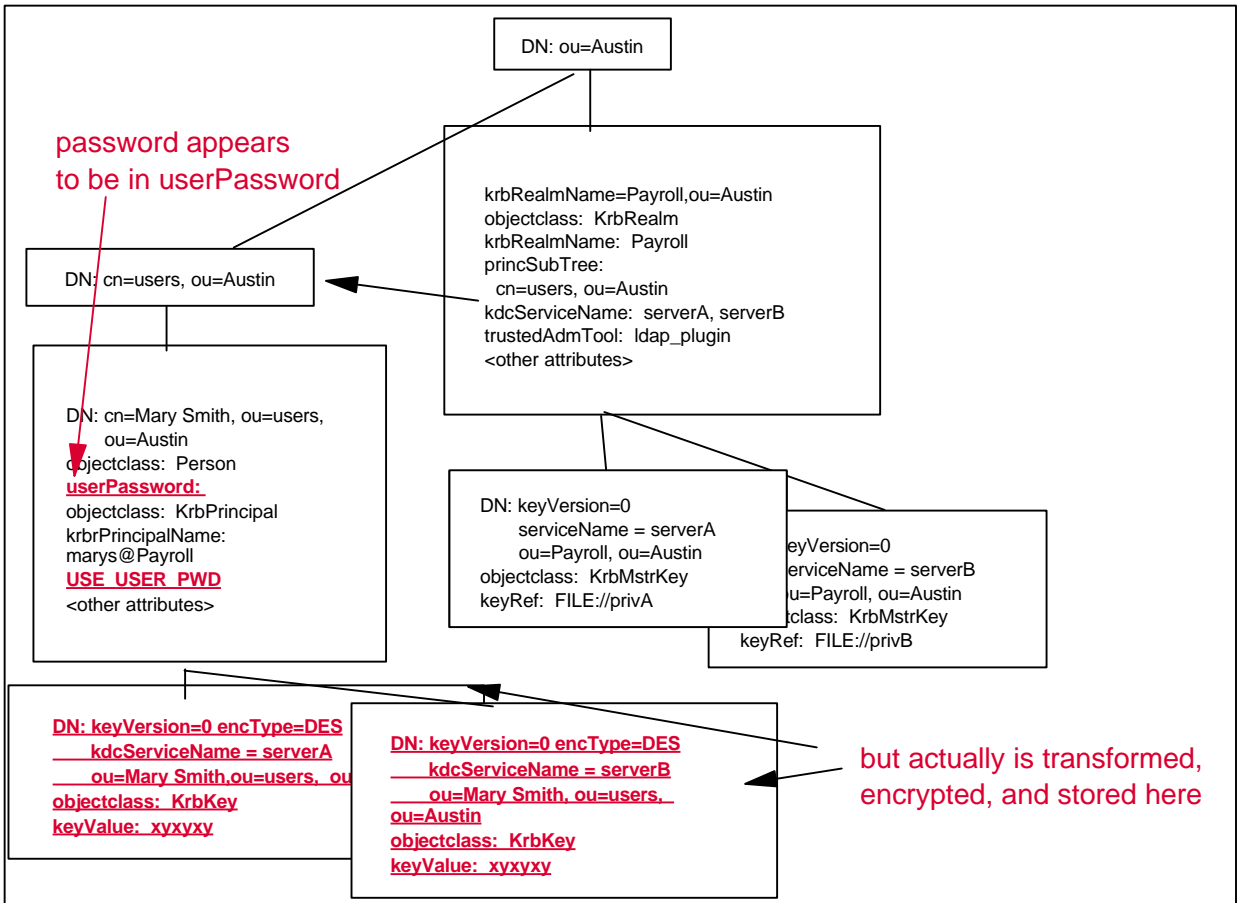 DN: ou=Austin
password appears
to be in userPassword
krbRealmName=Payroll,ou=Austin
objectclass:  KrbRealm
krbRealmName:  Payroll
princSubTree:
cn=users, ou=Austin
kdcServiceName:  serverA, serverB
trustedAdmTool:  ldap_plugin
<other attributes>
DN: cn=users, ou=Austin
DN: cn=Mary Smith, ou=users,
ou=Austin
objectclass:  Person
userPassword:
objectclass:  KrbPrincipal
krbrPrincipalName:
marys@Payroll
USE_USER_PWD
<other attributes>
DN: keyVersion=0
serviceName = serverA
ou=Payroll, ou=Austin
objectclass:  KrbMstrKey
keyRef:  FILE://privA
eyVersion=0
erviceName = serverB
ou=Payroll, ou=Austin
tclass:  KrbMstrKey
keyRef:  FILE://privB
DN: keyVersion=0 encType=DES
kdcServiceName = serverA
ou=Mary Smith,ou=users,  ou
objectclass:  KrbKey
keyValue:  xyxyxy
DN: keyVersion=0 encType=DES
kdcServiceName = serverB
ou=Mary Smith, ou=users,
ou=Austin
objectclass:  KrbKey
keyValue:  xyxyxy
but actually is transformed,
encrypted, and stored here